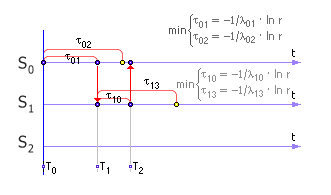 min{τ₀₁ = -1/λ₀₁ · ln r
τ₀₂ = -1/λ₀₂ · ln r
τ₀₂
τ₀₁
t
S₀
τ₁₃
min{τ₁₀ = -1/λ₁₀ · ln r
τ₁₃ = -1/λ₁₃ · ln r
τ₁₀
t
S₁
t
S₂
T₀ T₁ T₂